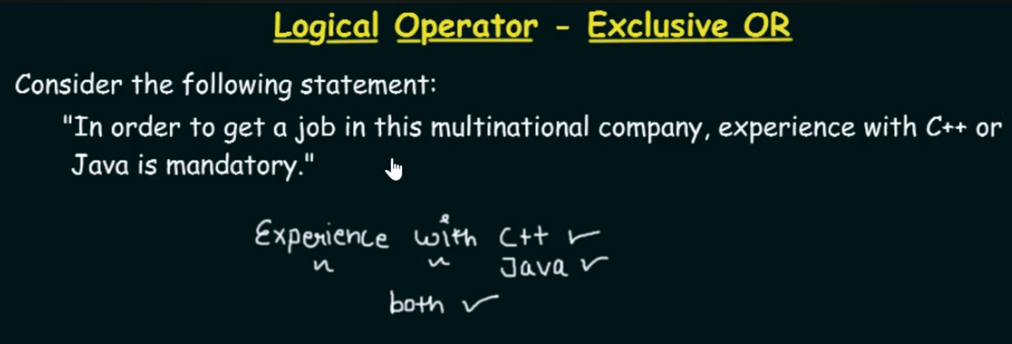 Logical Operator - Exclusive OR
Consider the following statement:
"In order to get a job in this multinational company, experience with C++ or
Java is mandatory."
Experience with C++ ✓
〃 〃 Java ✓
both ✓